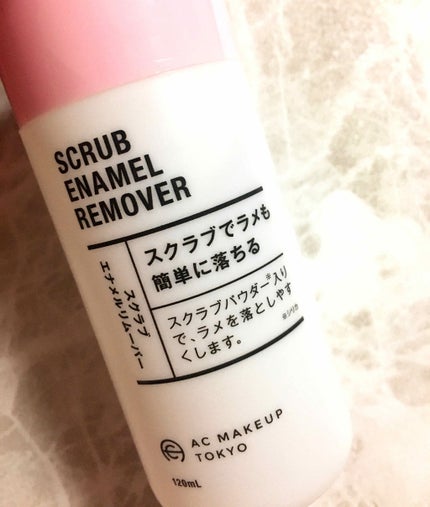 SCRUB
ENAMEL
REMOVER
スクラブ
エナメルリムーバー
スクラブでラメも
簡単に落ちる
スクラブパウダー※入り
で、ラメを落としやす
くします。
※シリカ
AC MAKEUP
TOKYO
120mL